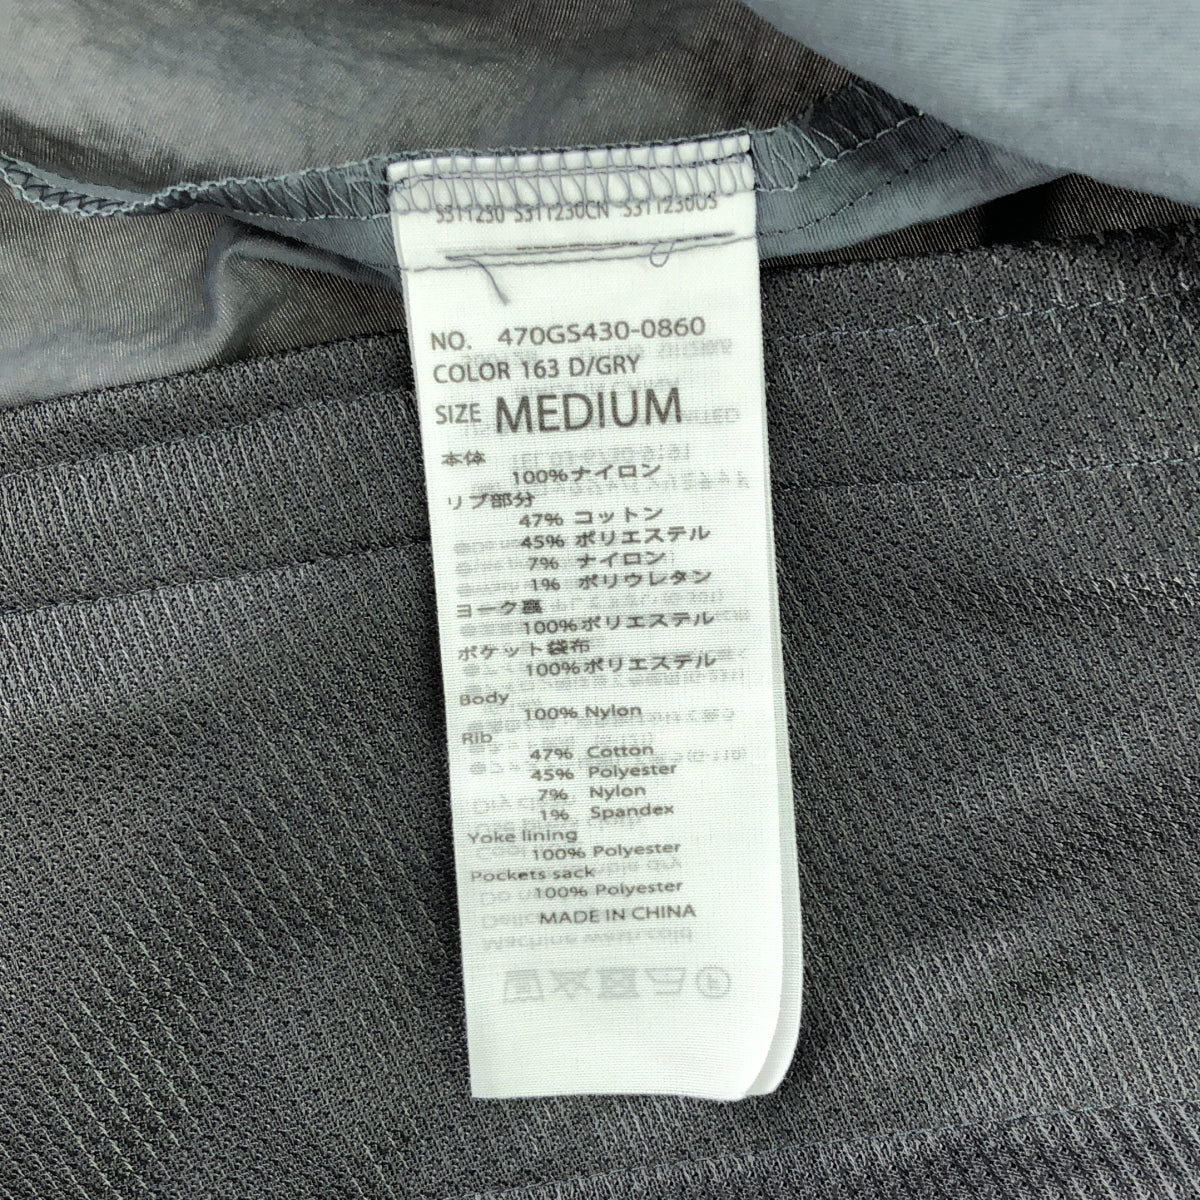 S311230 S311230CN S311230US
NO. 470GS430-0860
COLOR 163 D/GRY
SIZE MEDIUM
本体
100%ナイロン
リブ部分
47% コットン
45% ポリエステル
7% ナイロン
1% ポリウレタン
ヨーク裏
100%ポリエステル
ポケット袋布
100%ポリエステル
Body
100% Nylon
Rib
47% Cotton
45% Polyester
7% Nylon
1% Spandex
Yoke lining
100% Polyester
Pockets sack
100% Polyester
MADE IN CHINA